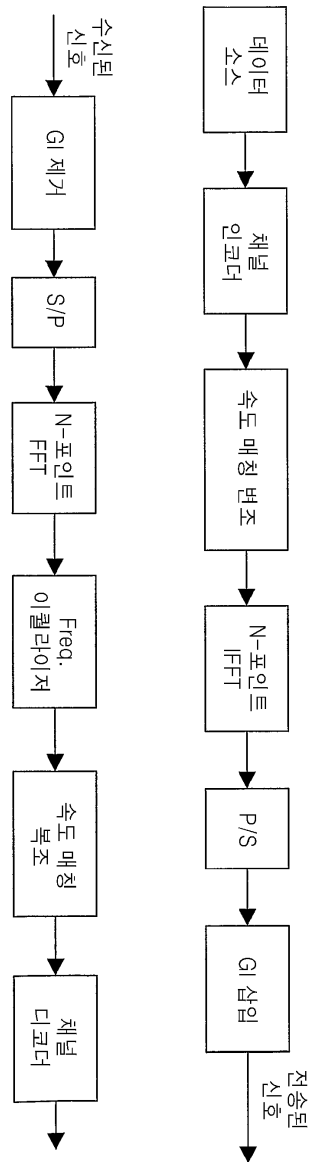 데이터
소스
채널
인코더
속도 매칭 변조
N-포인트
IFFT
P/S
GI 삽입
전송된
신호
수신된
신호
GI 제거
S/P
N-포인트
FFT
Freq.
이퀄라이저
속도 매칭
복조
채널
디코더